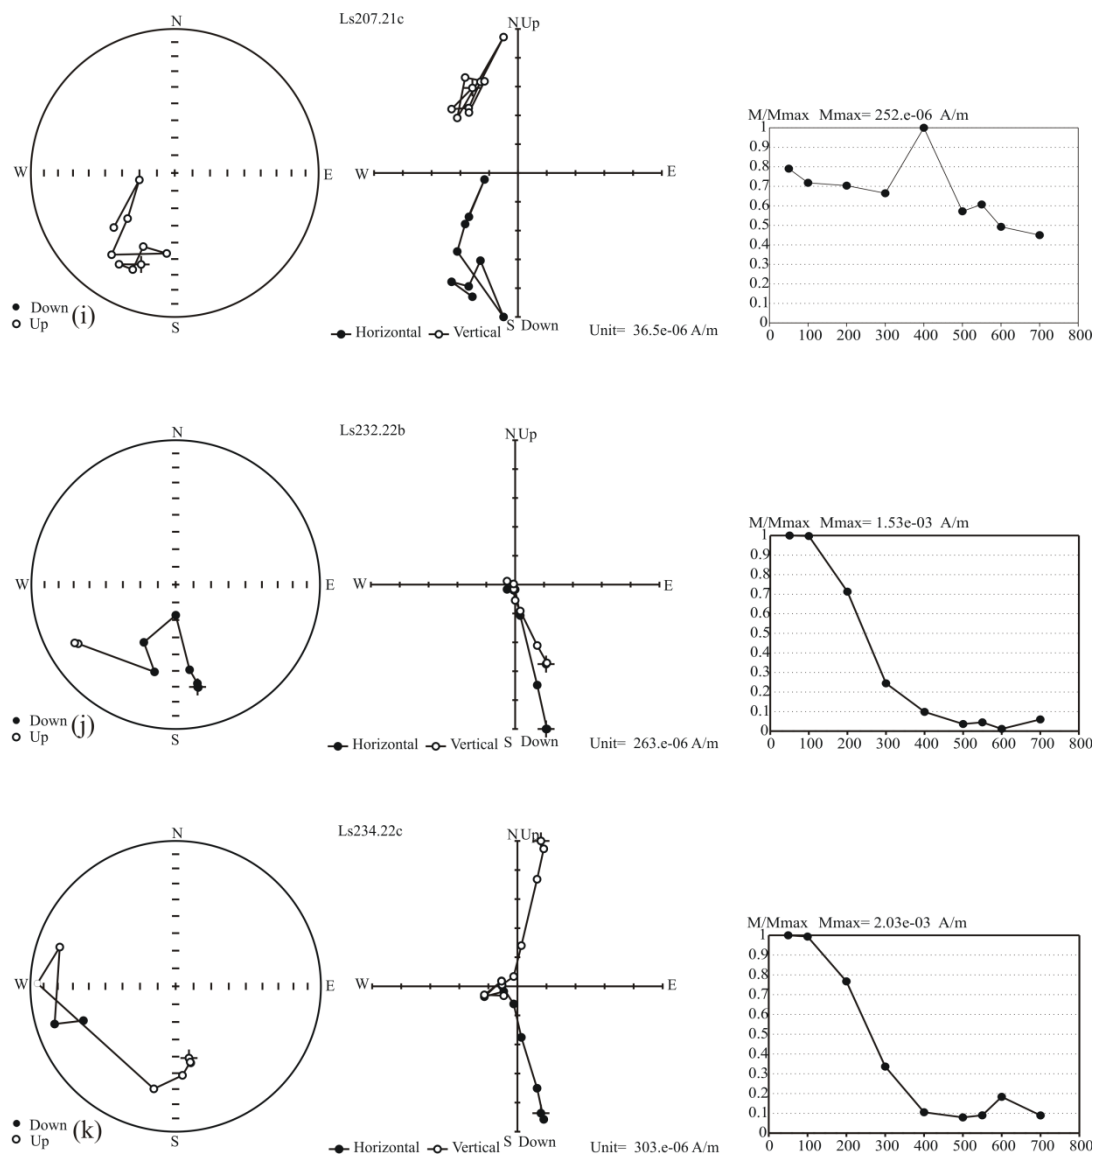 N
W
E
S
Down
Up
(i)
Ls207.21c
N Up
W
E
S Down
Horizontal Vertical Unit= 36.5e-06 A/m
M/Mmax Mmax= 252.e-06 A/m
1
0.9
0.8
0.7
0.6
0.5
0.4
0.3
0.2
0.1
0
100 200 300 400 500 600 700 800
N
W
E
S
Down
Up
(j)
Ls232.22b
N Up
W
E
S Down
Horizontal Vertical Unit= 263.e-06 A/m
M/Mmax Mmax= 1.53e-03 A/m
1
0.9
0.8
0.7
0.6
0.5
0.4
0.3
0.2
0.1
0 100 200 300 400 500 600 700 800
N
W
E
S
Down
Up
(k)
Ls234.22c
N Up
W
E
S Down
Horizontal Vertical Unit= 303.e-06 A/m
M/Mmax Mmax= 2.03e-03 A/m
1
0.9
0.8
0.7
0.6
0.5
0.4
0.3
0.2
0.1
0
100 200 300 400 500 600 700 800